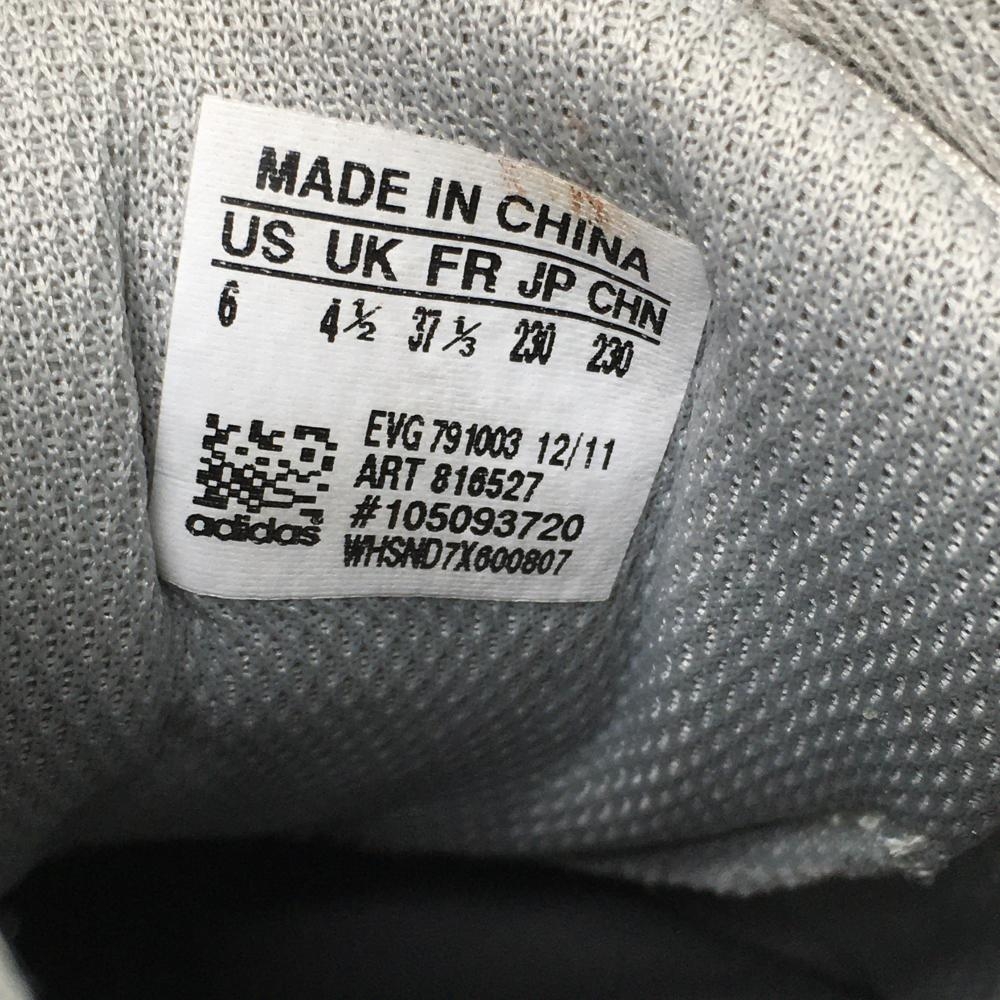 MADE IN CHINA
US UK FR JP CHN
6 4½ 37⅓ 230 230
EVG 791003 12/11
ART 816527
#105093720
WHSND7X600807
adidas